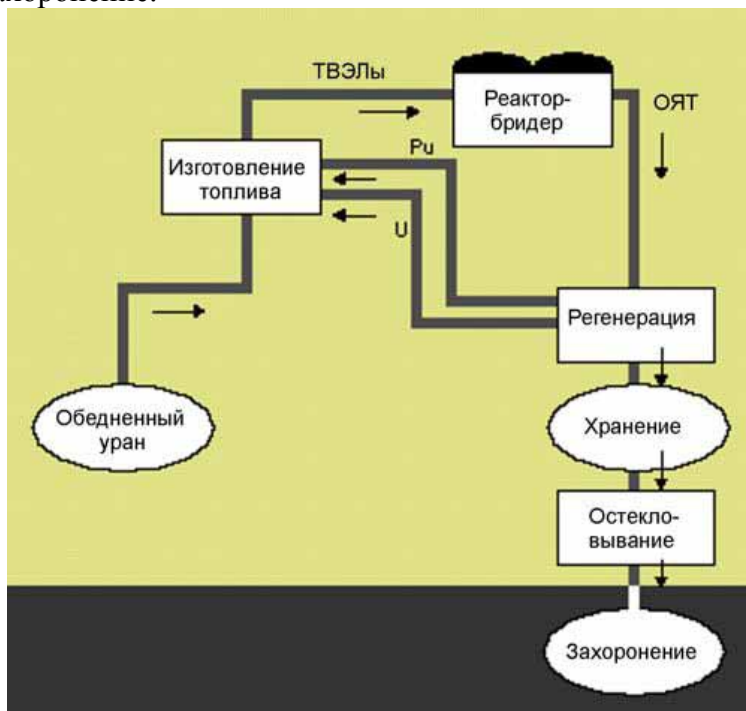 ТВЭЛы
Реактор-
бридер
ОЯТ
Изготовление
топлива
Pu
U
Регенерация
Обедненный
уран
Хранение
Остекло-
вывание
Захоронение